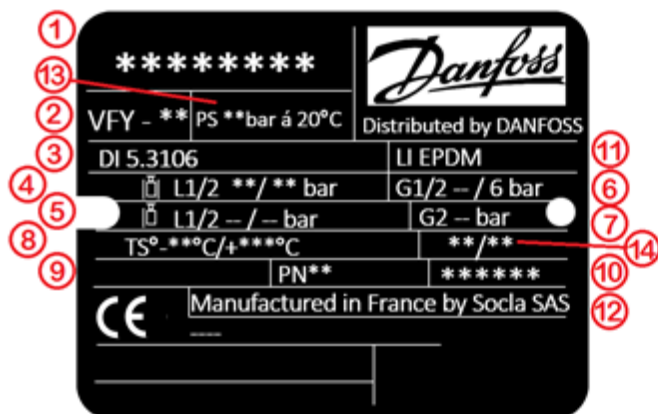 1
********
Danfoss
13
2
VFY - ** PS **bar á 20°C
Distributed by DANFOSS
3
DI 5.3106 LI EPDM
11
4
L1/2 **/ ** bar G1/2 -- / 6 bar
6
5
L1/2 -- / -- bar G2 -- bar
7
8
TS°-**°C/+***°C **/**
14
9
PN** ******
10
Manufactured in France by Socla SAS
12
CE
----